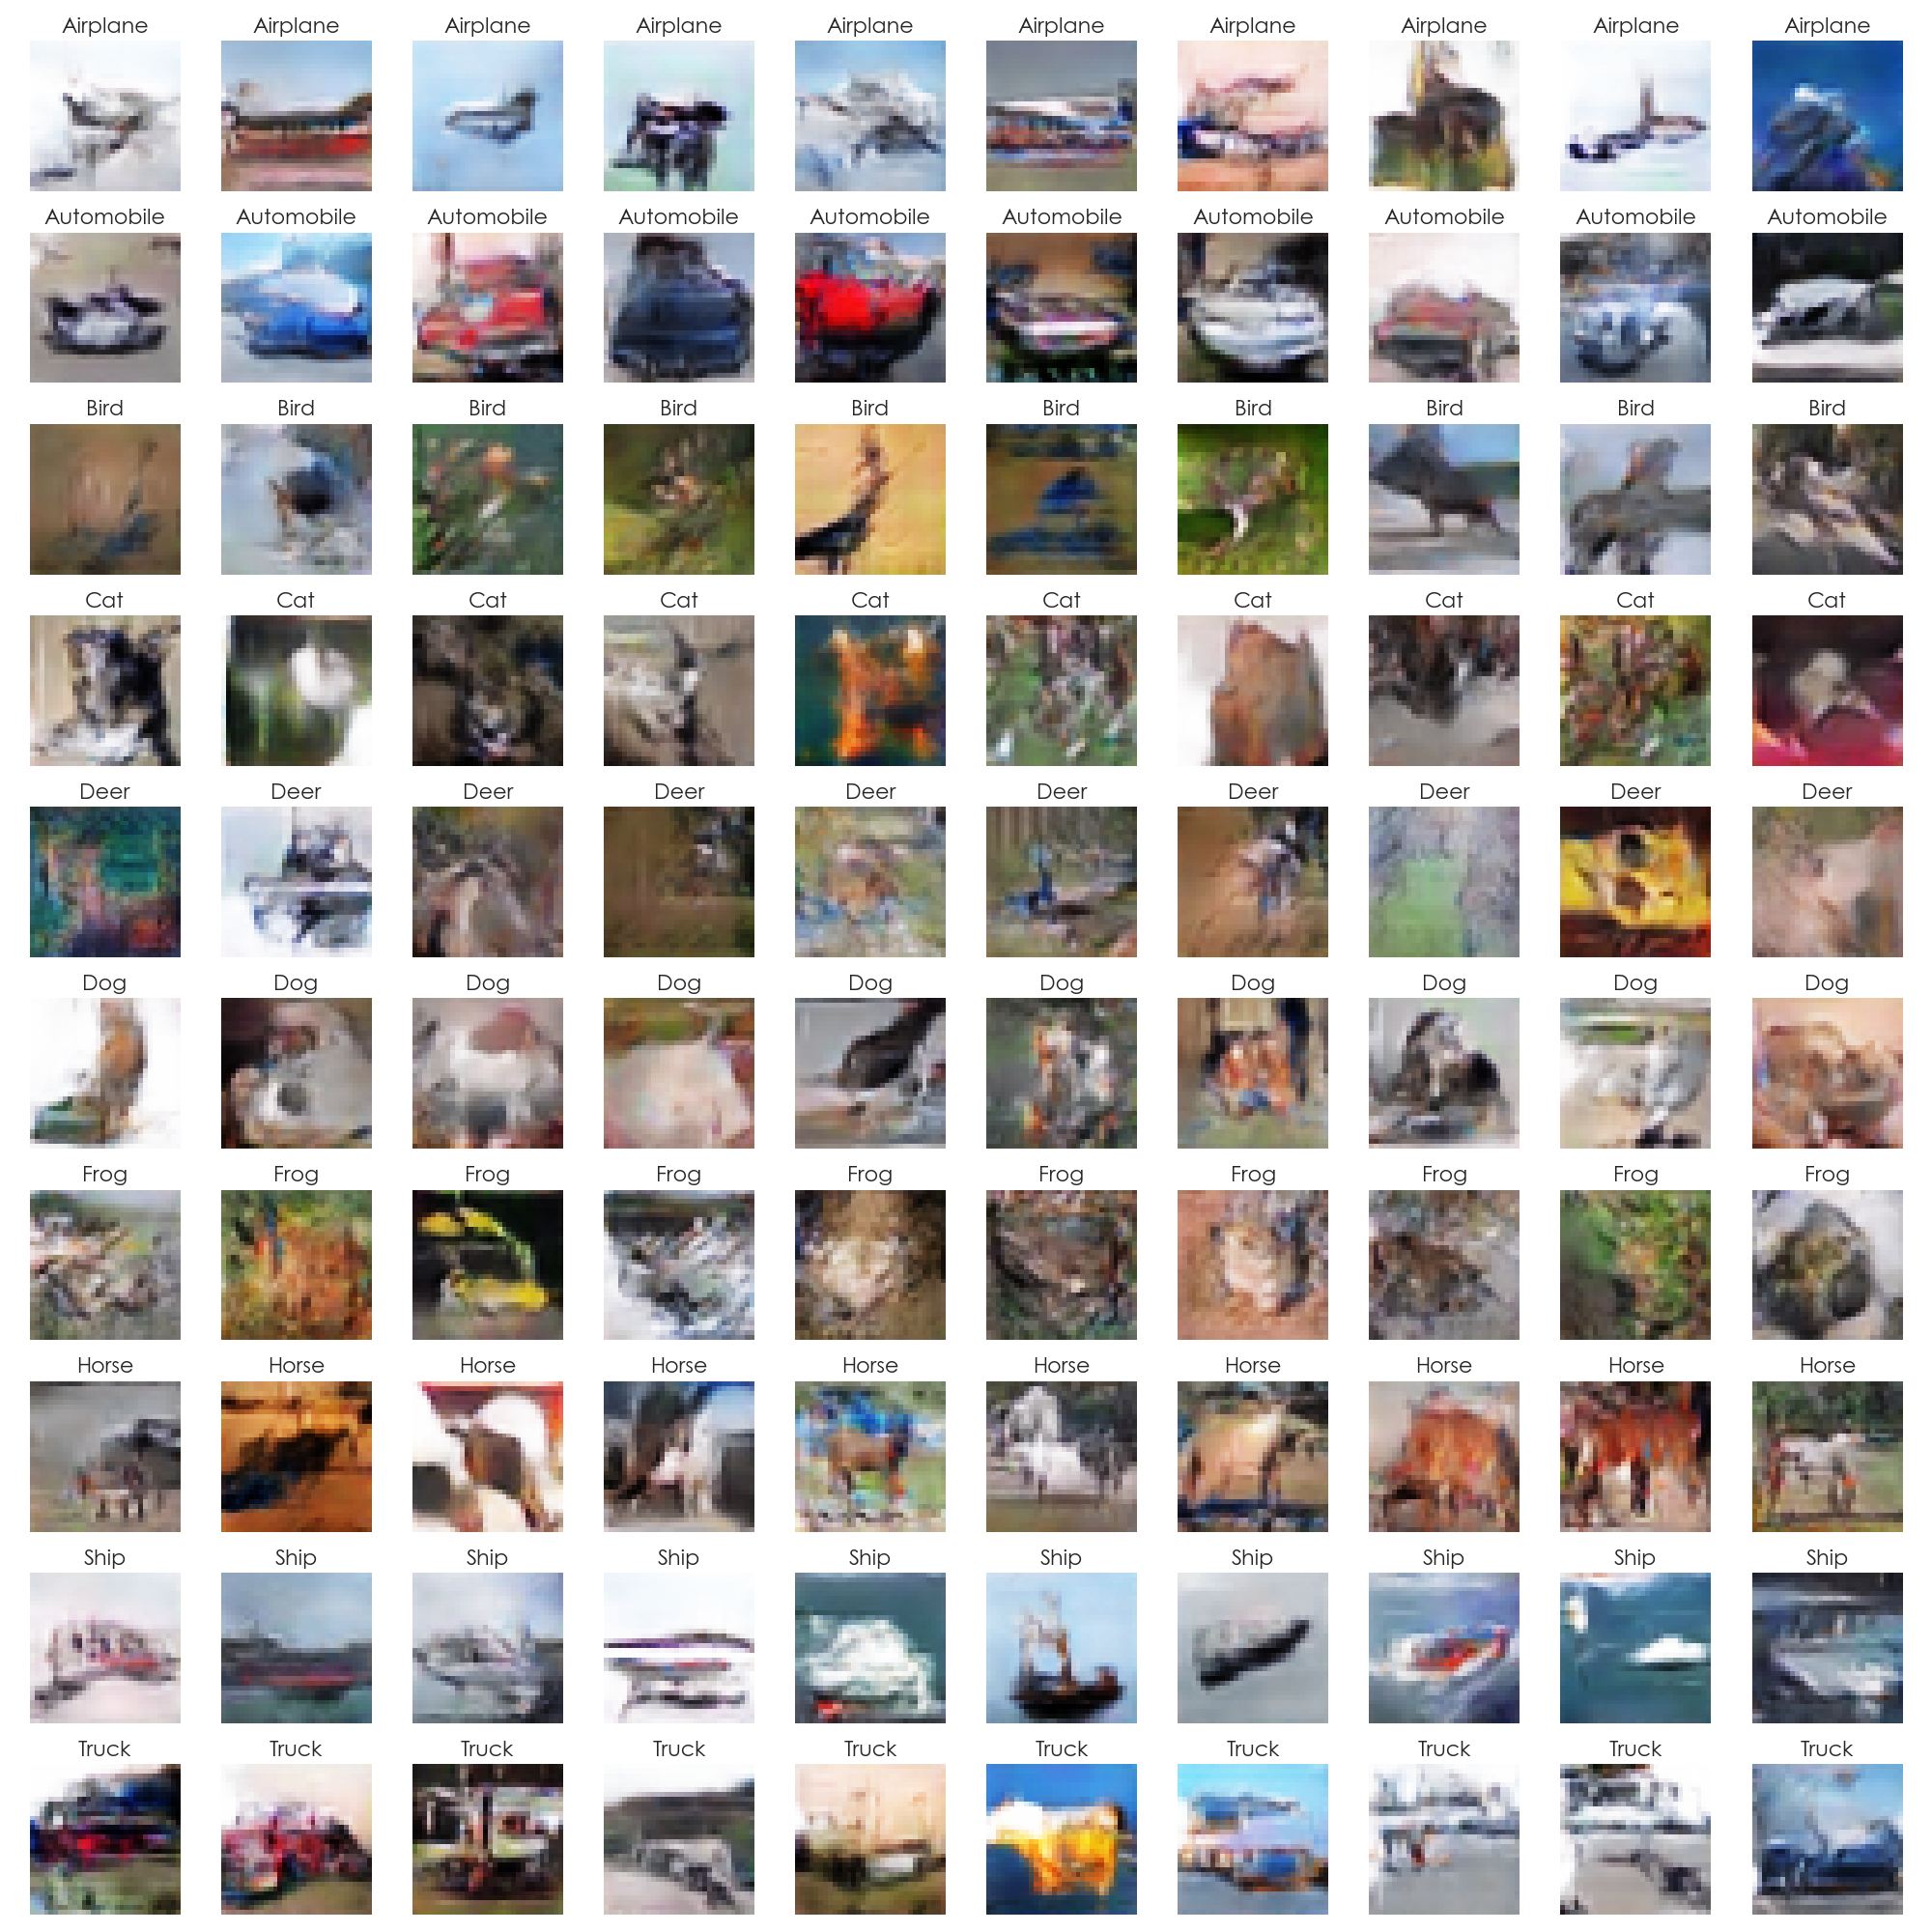 Airplane Airplane Airplane Airplane Airplane Airplane Airplane Airplane Airplane Airplane
Automobile Automobile Automobile Automobile Automobile Automobile Automobile Automobile Automobile Automobile
Bird Bird Bird Bird Bird Bird Bird Bird Bird Bird
Cat Cat Cat Cat Cat Cat Cat Cat Cat Cat
Deer Deer Deer Deer Deer Deer Deer Deer Deer Deer
Dog Dog Dog Dog Dog Dog Dog Dog Dog Dog
Frog Frog Frog Frog Frog Frog Frog Frog Frog Frog
Horse Horse Horse Horse Horse Horse Horse Horse Horse Horse
Ship Ship Ship Ship Ship Ship Ship Ship Ship Ship
Truck Truck Truck Truck Truck Truck Truck Truck Truck Truck